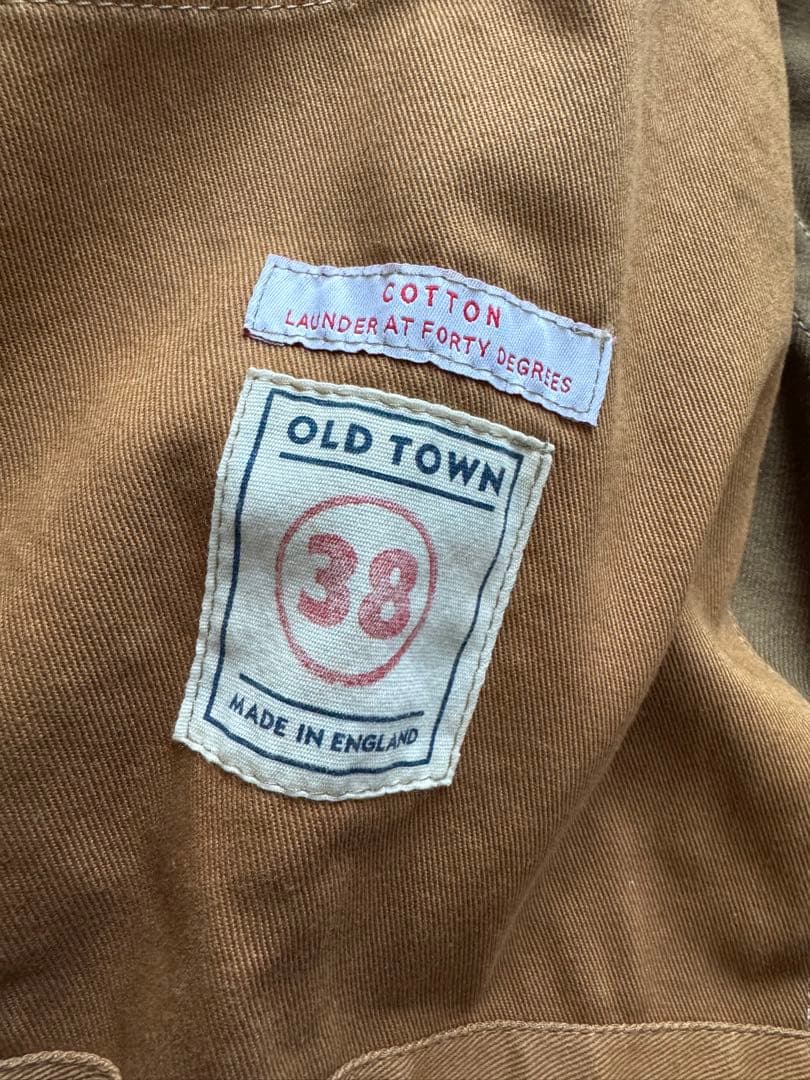 COTTON
LAUNDER AT FORTY DEGREES
OLD TOWN
38
MADE IN ENGLAND